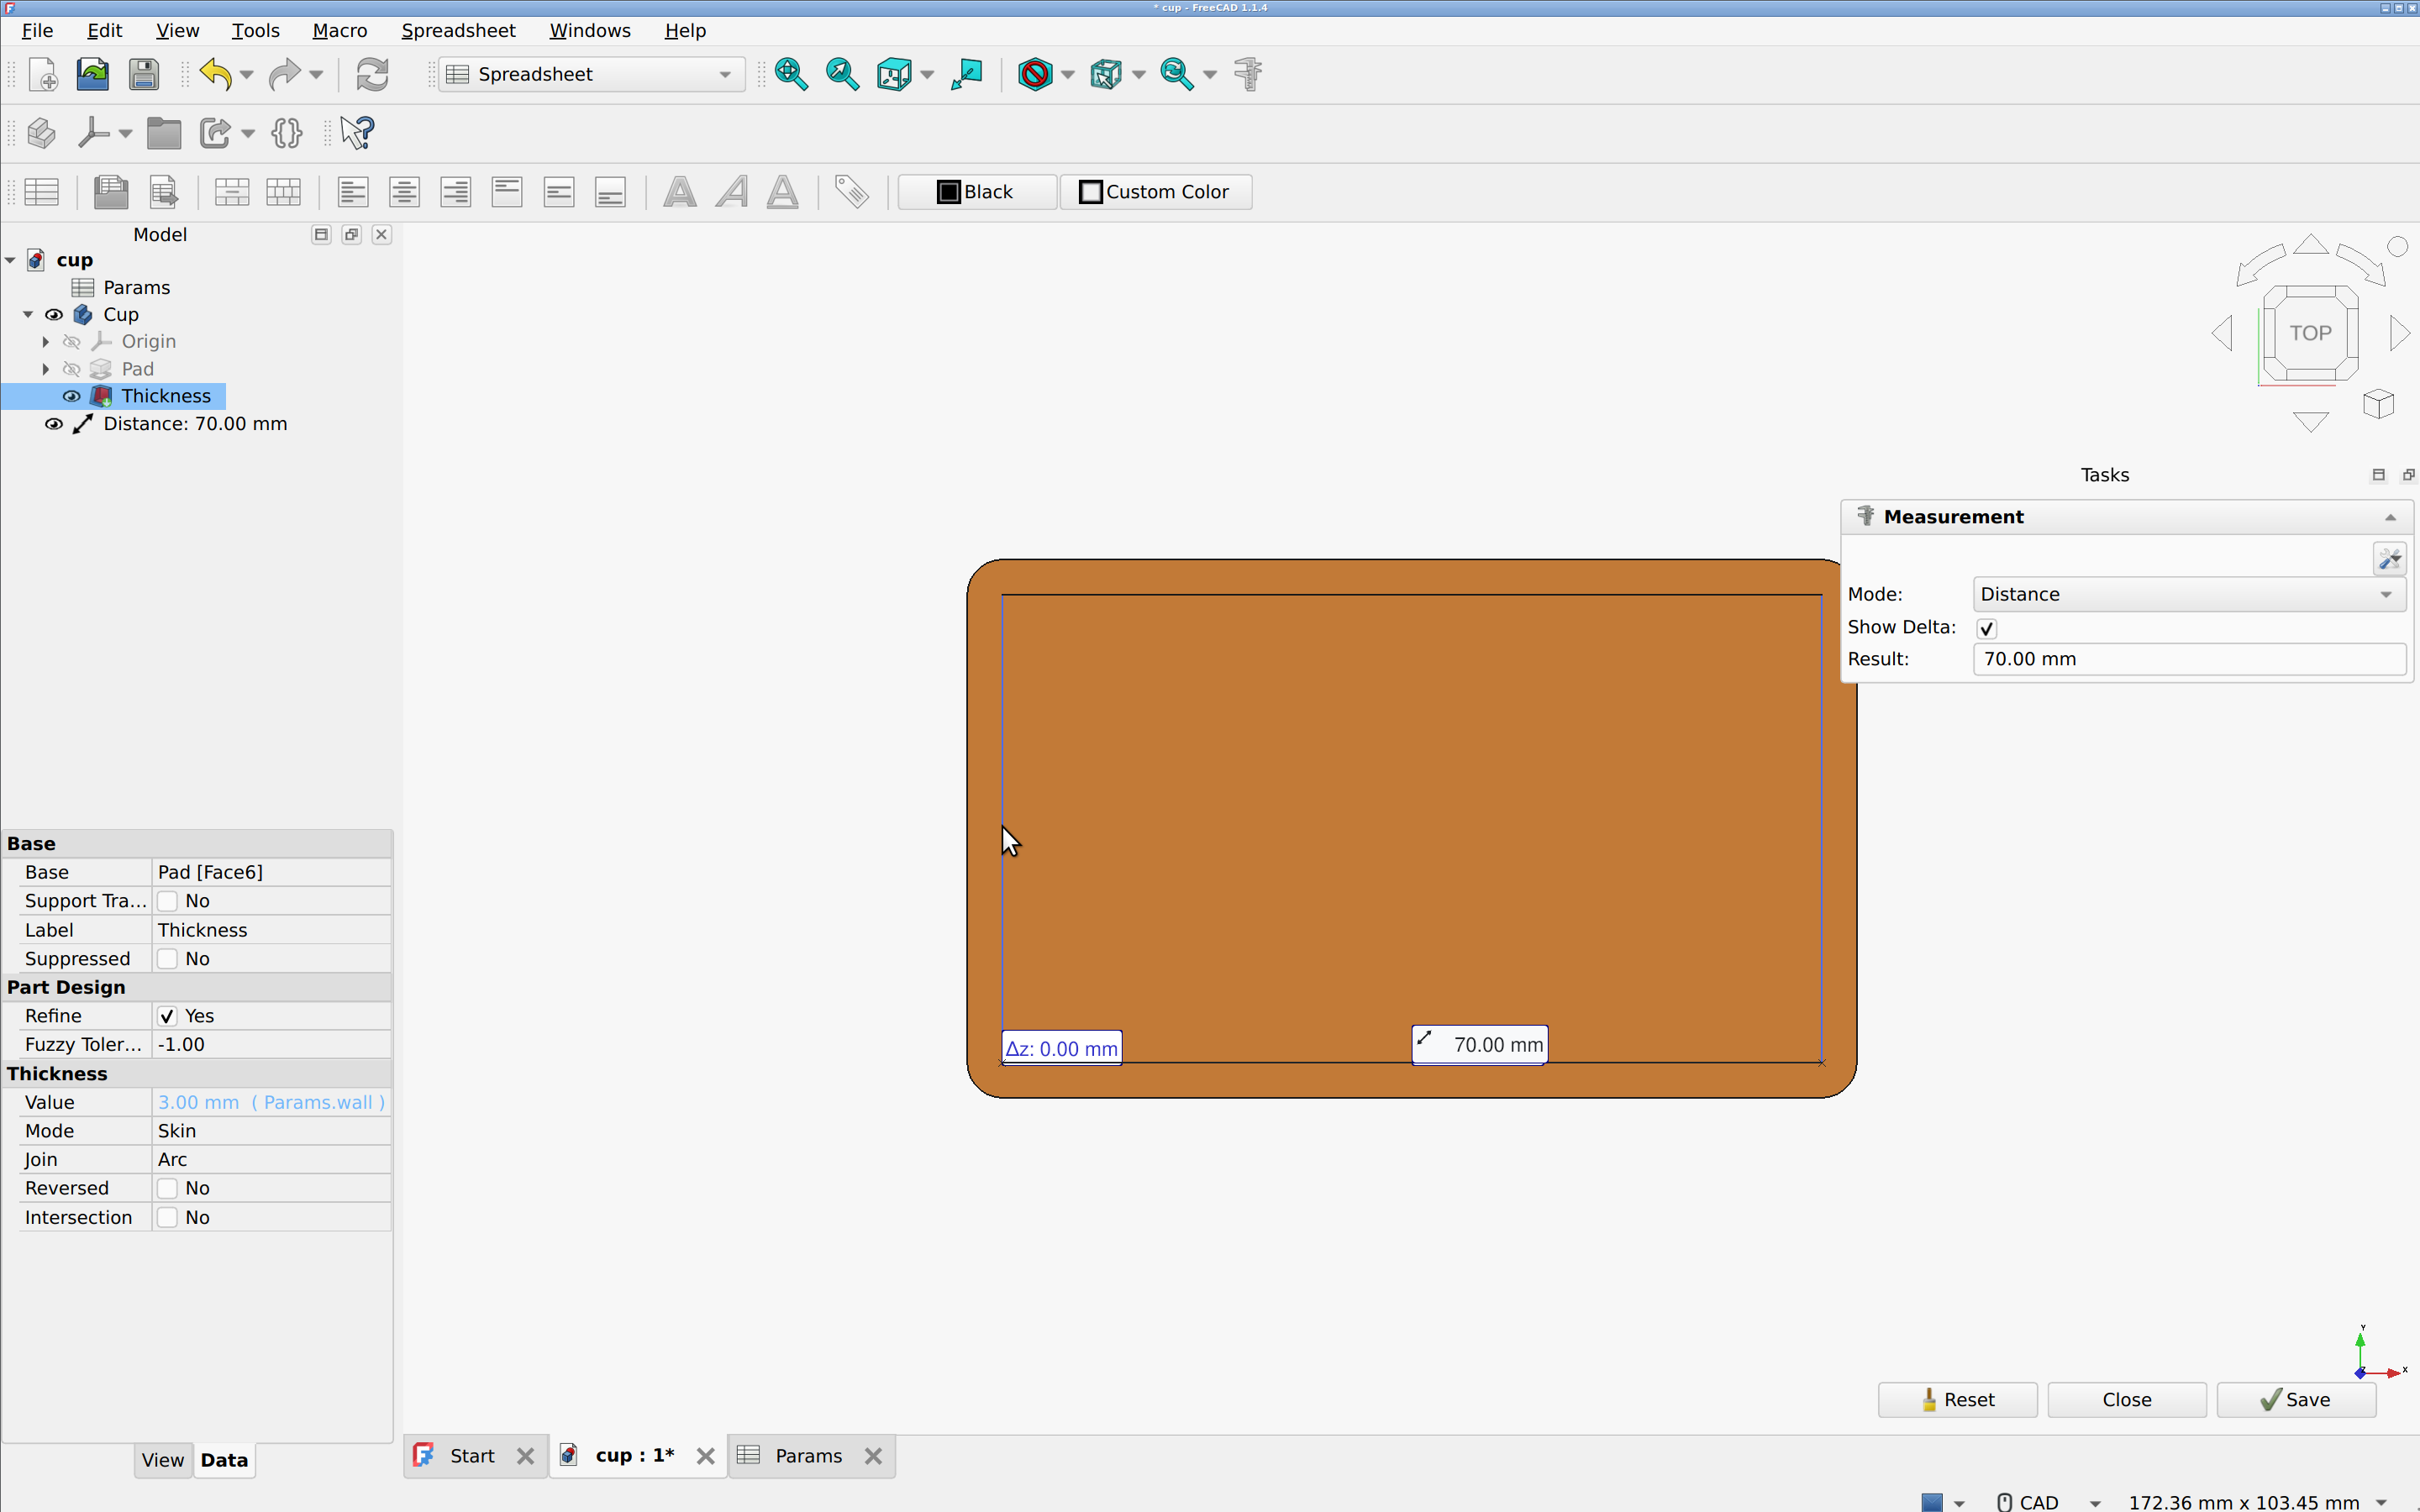 * cup - FreeCAD 1.1.4
File Edit View Tools Macro Spreadsheet Windows Help
Spreadsheet
Black Custom Color
Model
cup
Params
Cup
Origin
Pad
Thickness
Distance: 70.00 mm
TOP
Tasks
Measurement
Mode: Distance
Show Delta:
Result: 70.00 mm
Δz: 0.00 mm
70.00 mm
Base
Base Pad [Face6]
Support Tra... No
Label Thickness
Suppressed No
Part Design
Refine Yes
Fuzzy Toler... -1.00
Thickness
Value 3.00 mm ( Params.wall )
Mode Skin
Join Arc
Reversed No
Intersection No
Y
X
Reset Close Save
View Data
Start cup : 1* Params
CAD 172.36 mm x 103.45 mm